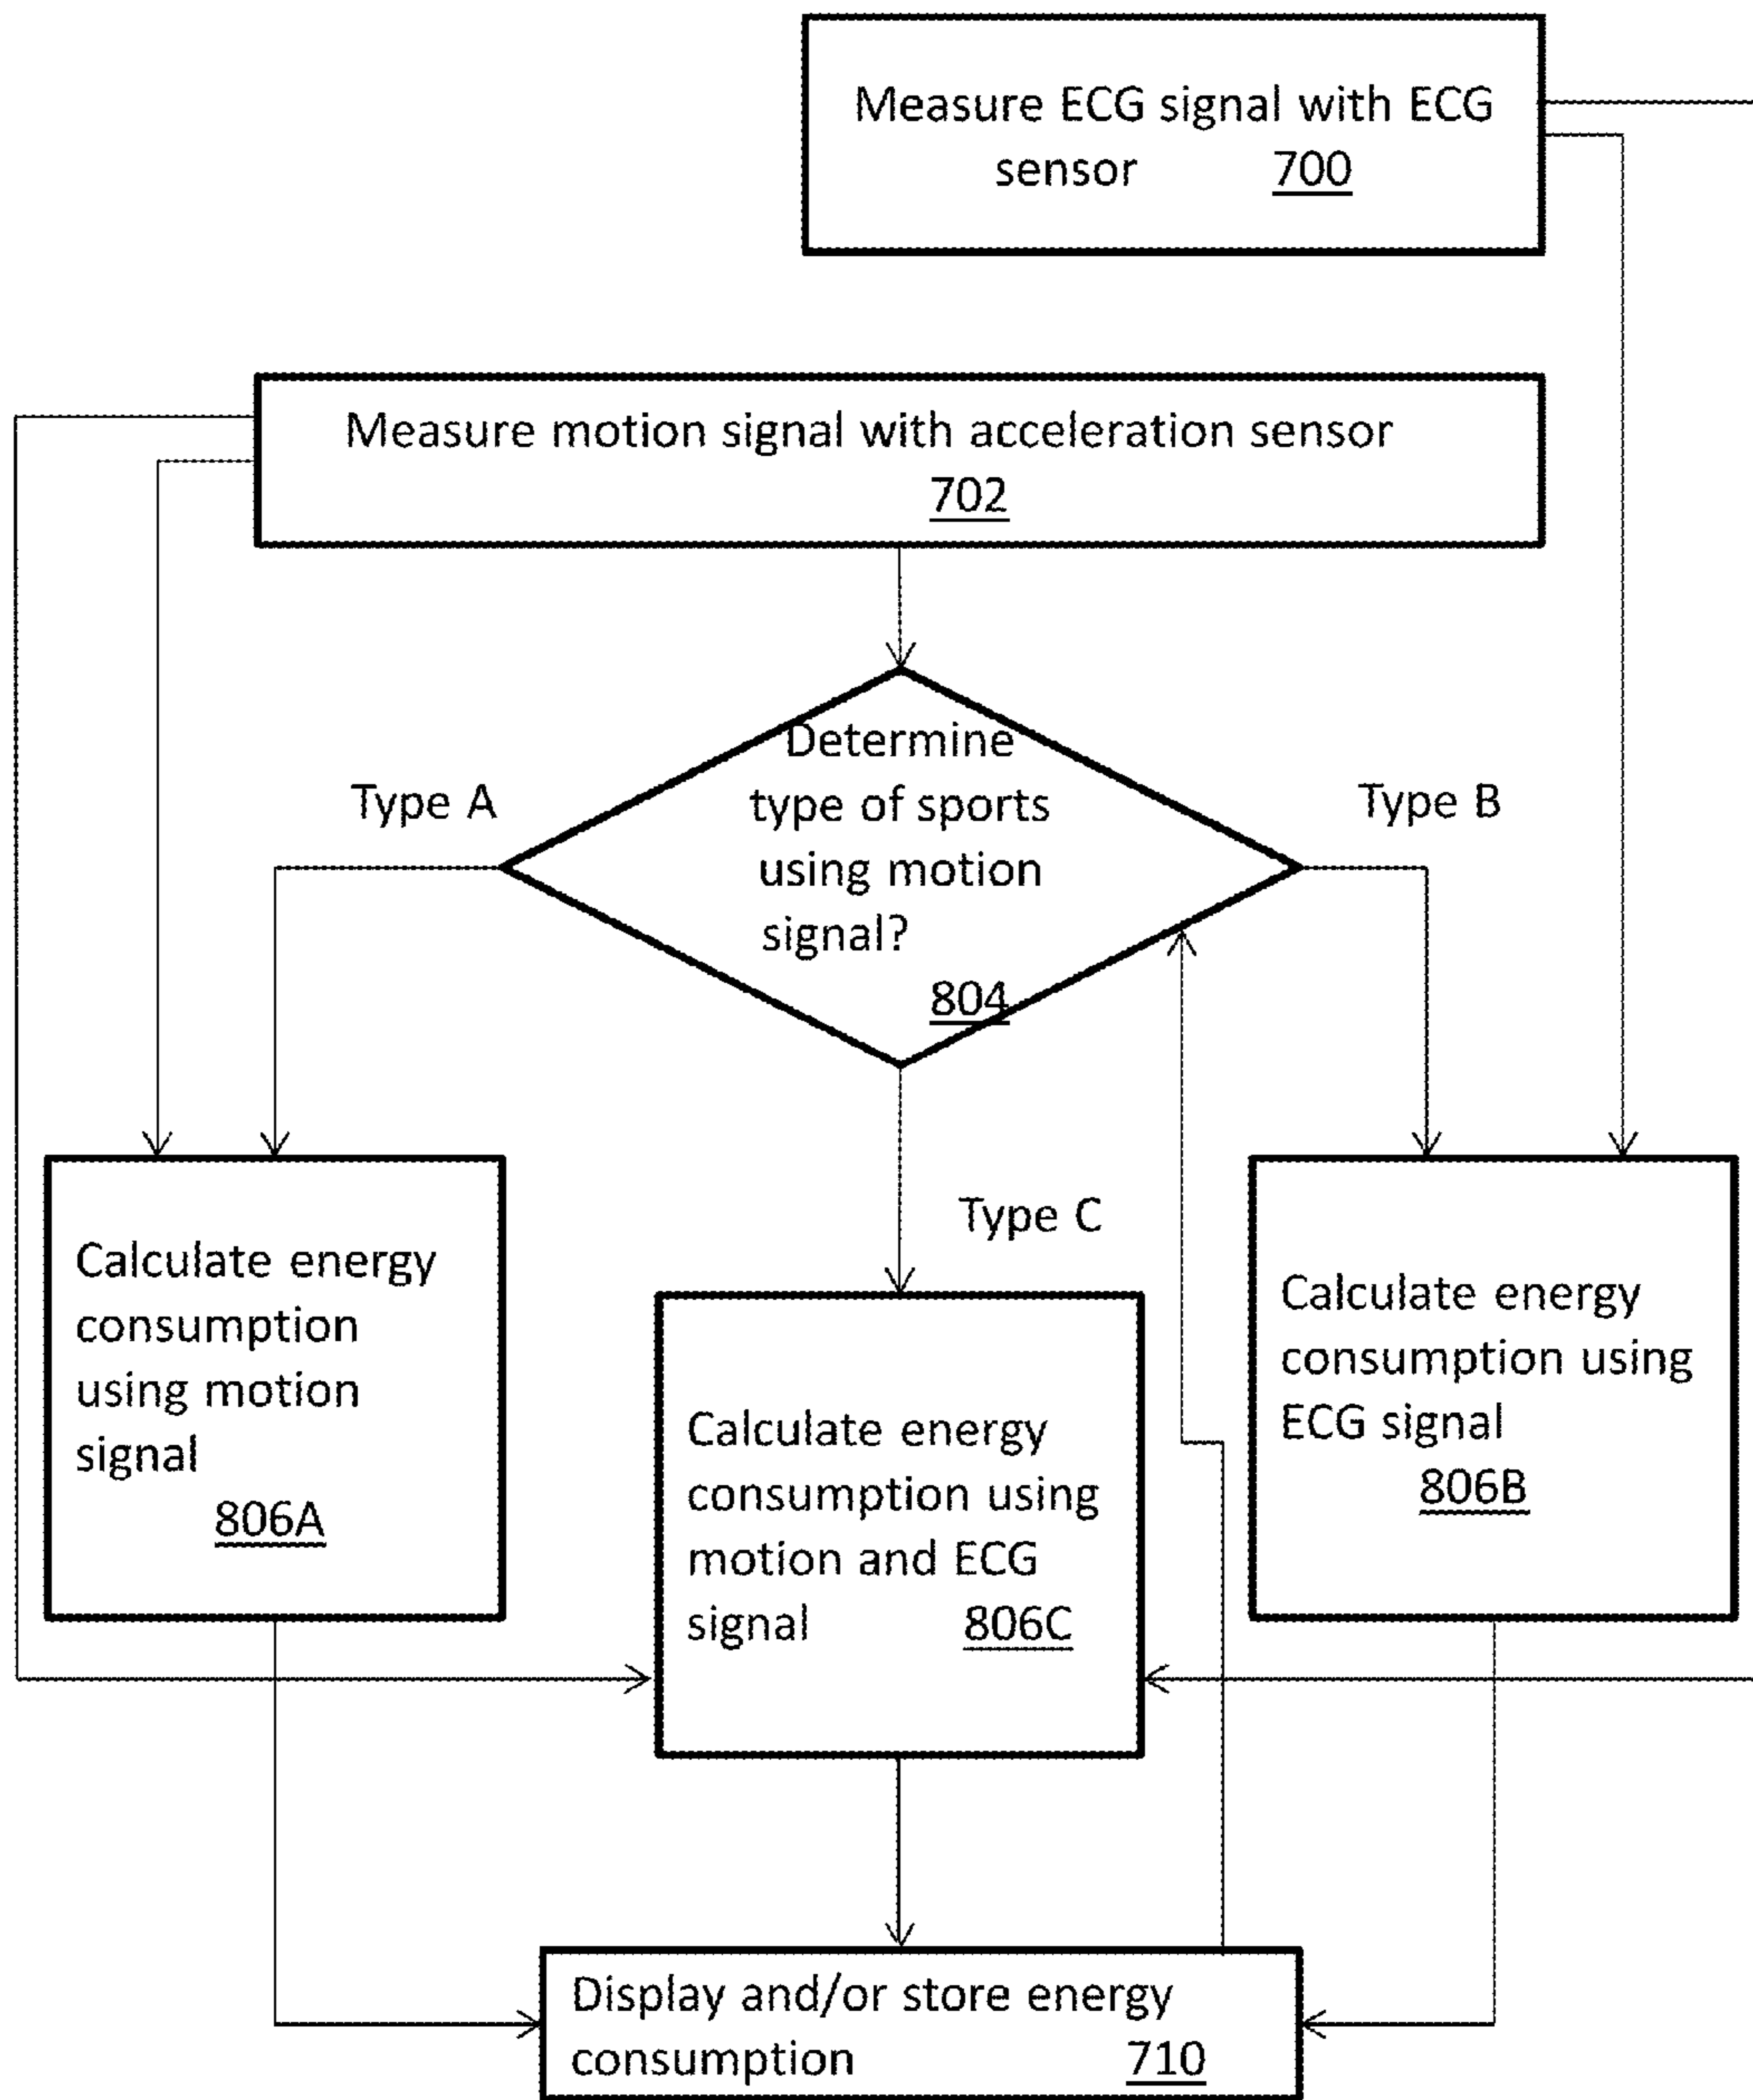 Measure ECG signal with ECG
sensor 700
Measure motion signal with acceleration sensor
702
Determine
type of sports
using motion
signal?
804
Type A
Type B
Type C
Calculate energy
consumption
using motion
signal
806A
Calculate energy
consumption using
motion and ECG
signal 806C
Calculate energy
consumption using
ECG signal
806B
Display and/or store energy
consumption 710